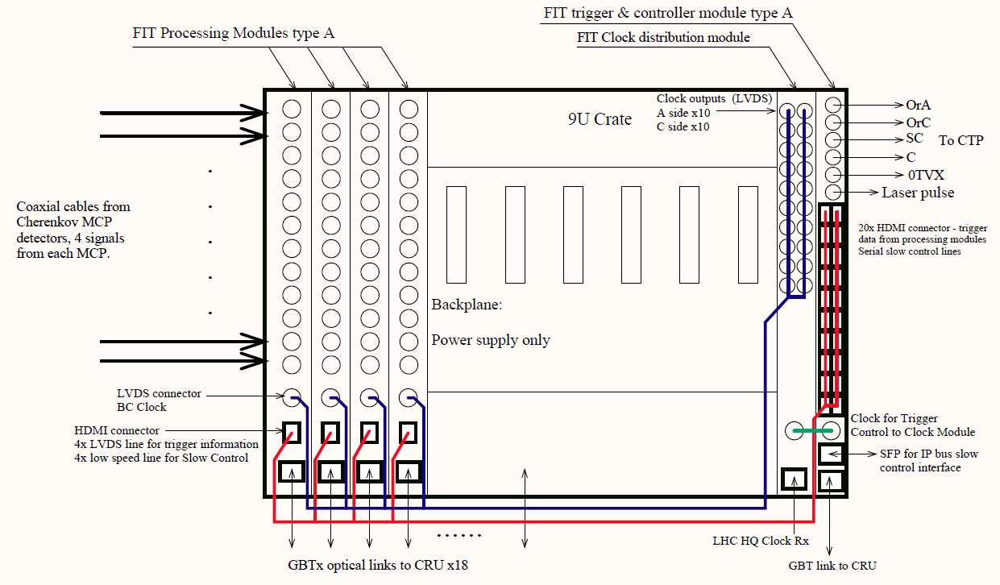 FIT trigger & controller module type A
FIT Processing Modules type A
FIT Clock distribution module
Clock outputs (LVDS)
A side x10
C side x10
9U Crate
OrA
OrC
SC
To CTP
C
0TVX
Laser pulse
Coaxial cables from
Cherenkov MCP
detectors, 4 signals
from each MCP.
20x HDMI connector - trigger
data from processing modules
Serial slow control lines
Backplane:
Power supply only
LVDS connector
BC Clock
HDMI connector
4x LVDS line for trigger information
4x low speed line for Slow Control
Clock for Trigger
Control to Clock Module
SFP for IP bus slow
control interface
LHC HQ Clock Rx
GBTx optical links to CRU x18
GBT link to CRU